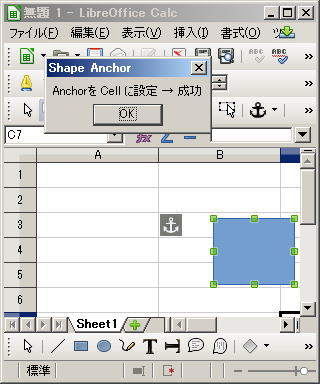 無題 1 - LibreOffice Calc
ファイル(F) 編集(E) 表示(V) 挿入(I) 書式(O)
Shape Anchor
AnchorをCellに設定 → 成功
OK
C7
A B
1
2
3
4
5
6
Sheet1
T
標準